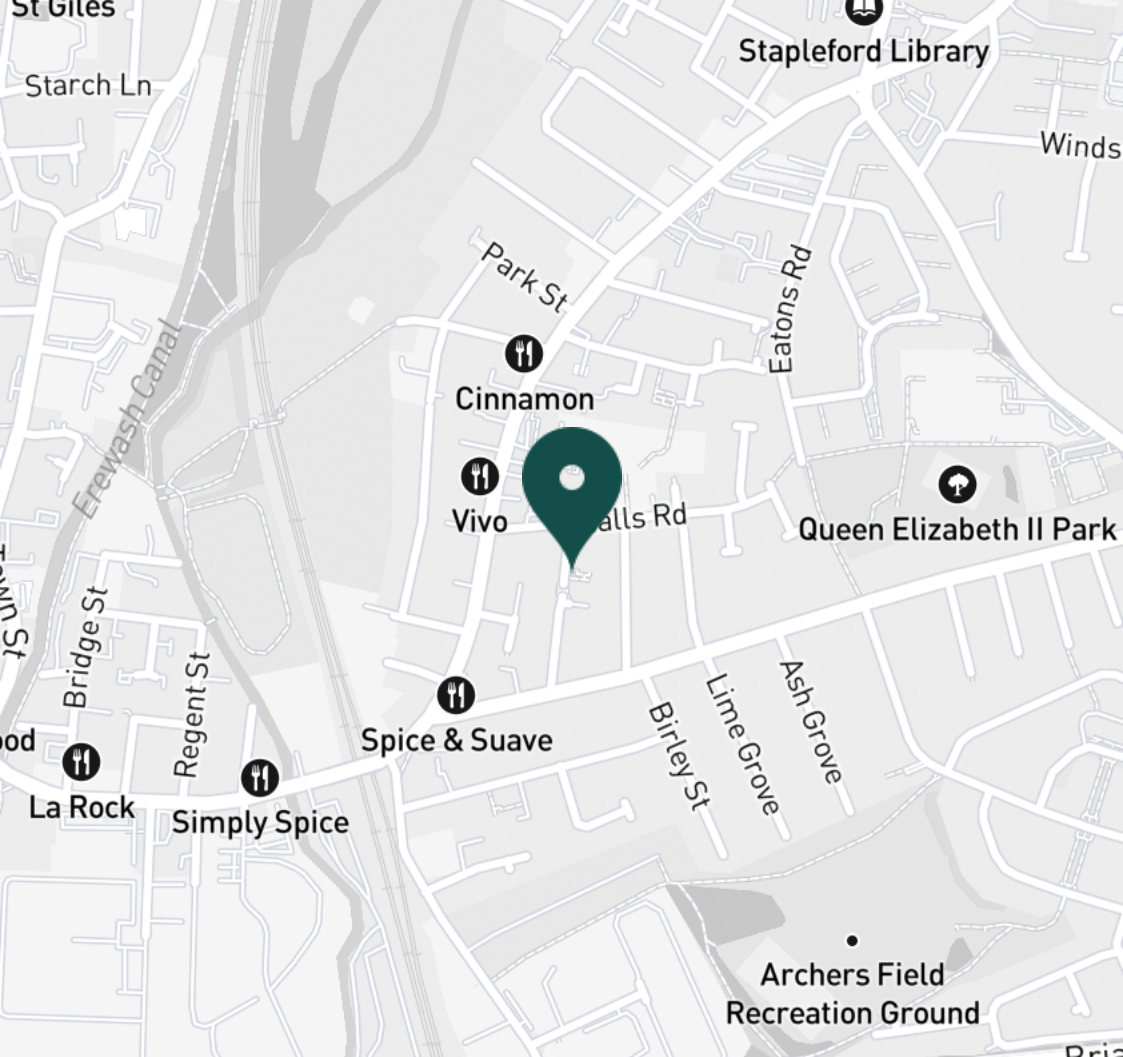 St Giles
Stapleford Library
Starch Ln
Winds
Park St
Eatons Rd
Erewash Canal
Cinnamon
Vivo
alls Rd
Queen Elizabeth II Park
Town St
Bridge St
Regent St
Spice & Suave
Birley St
Lime Grove
Ash Grove
ood
La Rock
Simply Spice
Archers Field
Recreation Ground
Bria